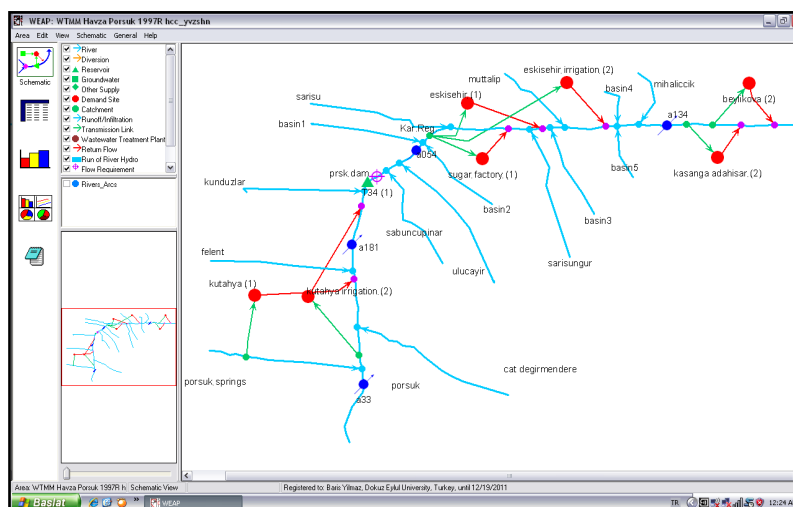 WEAP: WTMM Havza Porsuk 1997R hcc_yvzshn
Area Edit View Schematic General Help
Schematic
River
Diversion
Reservoir
Groundwater
Other Supply
Demand Site
Catchment
Runoff/Infiltration
Transmission Link
Wastewater Treatment Plant
Return Flow
Run of River Hydro
Flow Requirement
Rivers_Arcs
sarisu
basin1
eskisehir (1)
eskisehir irrigation (2)
muttalip
basin4
mihaliccik
beylikova (2)
a134
Kar Reg
a054
sugar factory (1)
basin5
kasanga adahisar (2)
prsk dam
kunduzlar
(1)
basin2
basin3
sabuncupinar
ulucayir
sarisungur
a181
felent
kutahya (1)
kutahya irrigation (2)
cat degirmendere
porsuk springs
porsuk
a33
Area: WTMM Havza Porsuk 1997R h Schematic View Registered to: Baris Yilmaz, Dokuz Eylul University, Turkey, until 12/19/2011
Baslat » WEAP TR 12:24 A